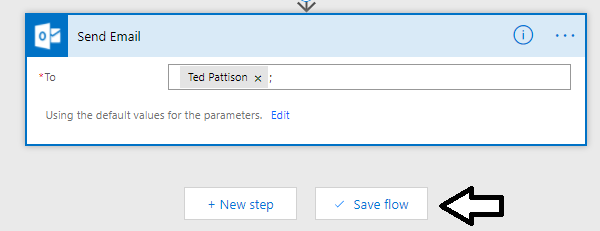 Send Email
*To
Ted Pattison × ;
Using the default values for the parameters. Edit
+ New step
Save flow